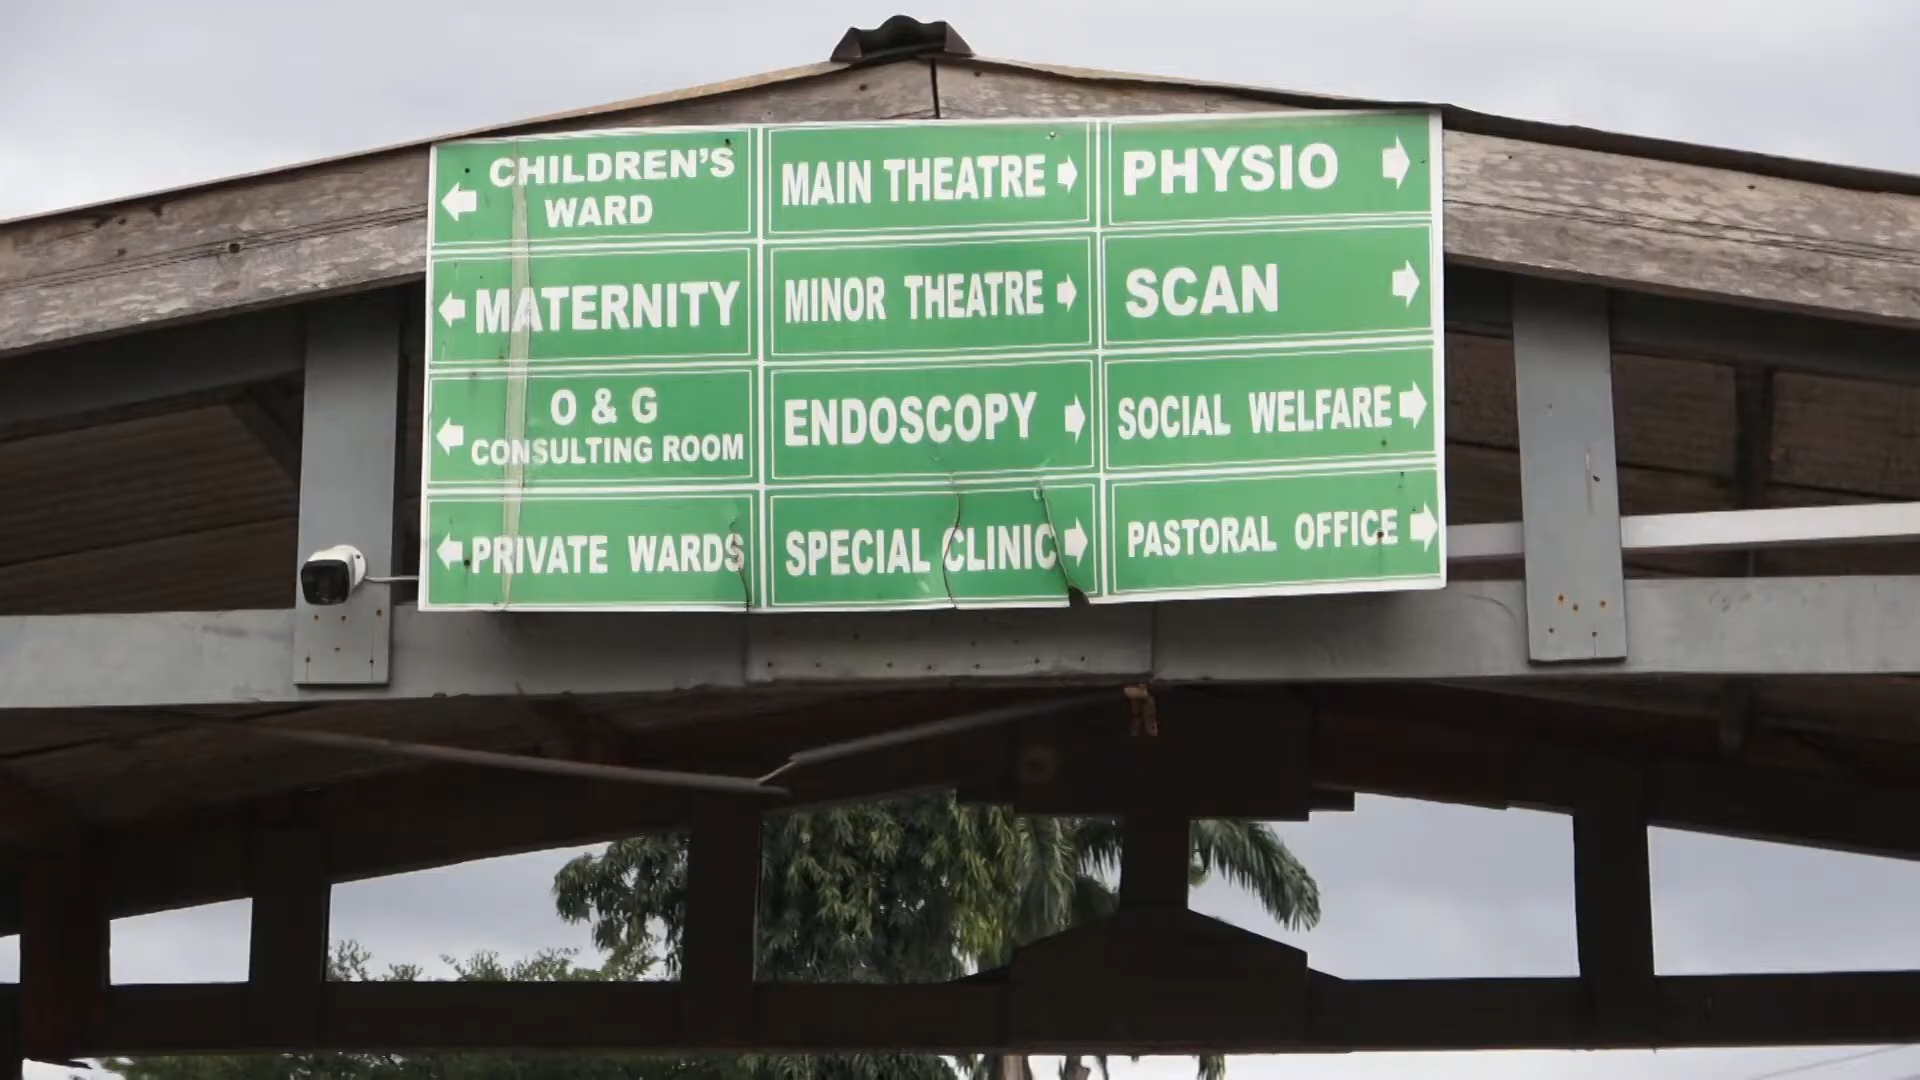 CHILDREN'S
WARD
MATERNITY
O & G
CONSULTING ROOM
PRIVATE WARDS
MAIN THEATRE
MINOR THEATRE
ENDOSCOPY
SPECIAL CLINIC
PHYSIO
SCAN
SOCIAL WELFARE
PASTORAL OFFICE